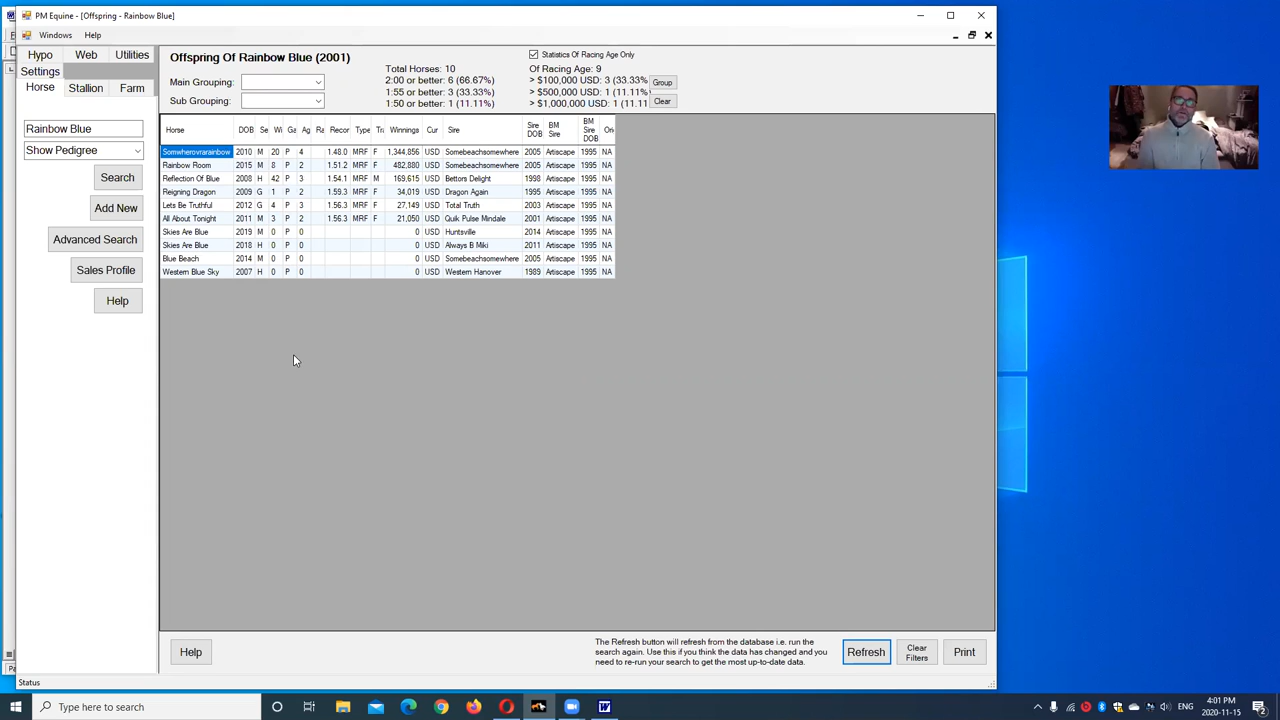 PM Equine - [Offspring - Rainbow Blue]
Windows Help
Hypo Web Utilities
Settings
Horse Stallion Farm
Rainbow Blue
Show Pedigree
Search
Add New
Advanced Search
Sales Profile
Help
Offspring Of Rainbow Blue (2001)
Main Grouping:
Sub Grouping:
Total Horses: 10
2:00 or better: 6 (66.67%)
1:55 or better: 3 (33.33%)
1:50 or better: 1 (11.11%)
Statistics Of Racing Age Only
Of Racing Age: 9
> $100,000 USD: 3 (33.33%
> $500,000 USD: 1 (11.11%)
> $1,000,000 USD: 1 (11.11
Group
Clear
Horse DOB Se Wi Ga Ag Ra Recor Type Tr Winnings Cur Sire Sire DOB BM Sire BM Sire DOB Ori
Somwherovrarainbow 2010 M 20 P 4 1.48.0 MRF F 1,344,856 USD Somebeachsomewhere 2005 Artiscape 1995 NA
Rainbow Room 2015 M 8 P 2 1.51.2 MRF F 482,880 USD Somebeachsomewhere 2005 Artiscape 1995 NA
Reflection Of Blue 2008 H 42 P 3 1.54.1 MRF M 169,615 USD Bettors Delight 1998 Artiscape 1995 NA
Reigning Dragon 2009 G 1 P 2 1.59.3 MRF F 34,019 USD Dragon Again 1995 Artiscape 1995 NA
Lets Be Truthful 2012 G 4 P 3 1.56.3 MRF F 27,149 USD Total Truth 2003 Artiscape 1995 NA
All About Tonight 2011 M 3 P 2 1.56.3 MRF F 21,050 USD Quik Pulse Mindale 2001 Artiscape 1995 NA
Skies Are Blue 2019 M 0 P 0 0 USD Huntsville 2014 Artiscape 1995 NA
Skies Are Blue 2018 H 0 P 0 0 USD Always B Miki 2011 Artiscape 1995 NA
Blue Beach 2014 M 0 P 0 0 USD Somebeachsomewhere 2005 Artiscape 1995 NA
Western Blue Sky 2007 H 0 P 0 0 USD Western Hanover 1989 Artiscape 1995 NA
Help
The Refresh button will refresh from the database i.e. run the
search again. Use this if you think the data has changed and you
need to re-run your search to get the most up-to-date data.
Refresh
Clear
Filters
Print
Status
Type here to search
ENG
4:01 PM
2020-11-15